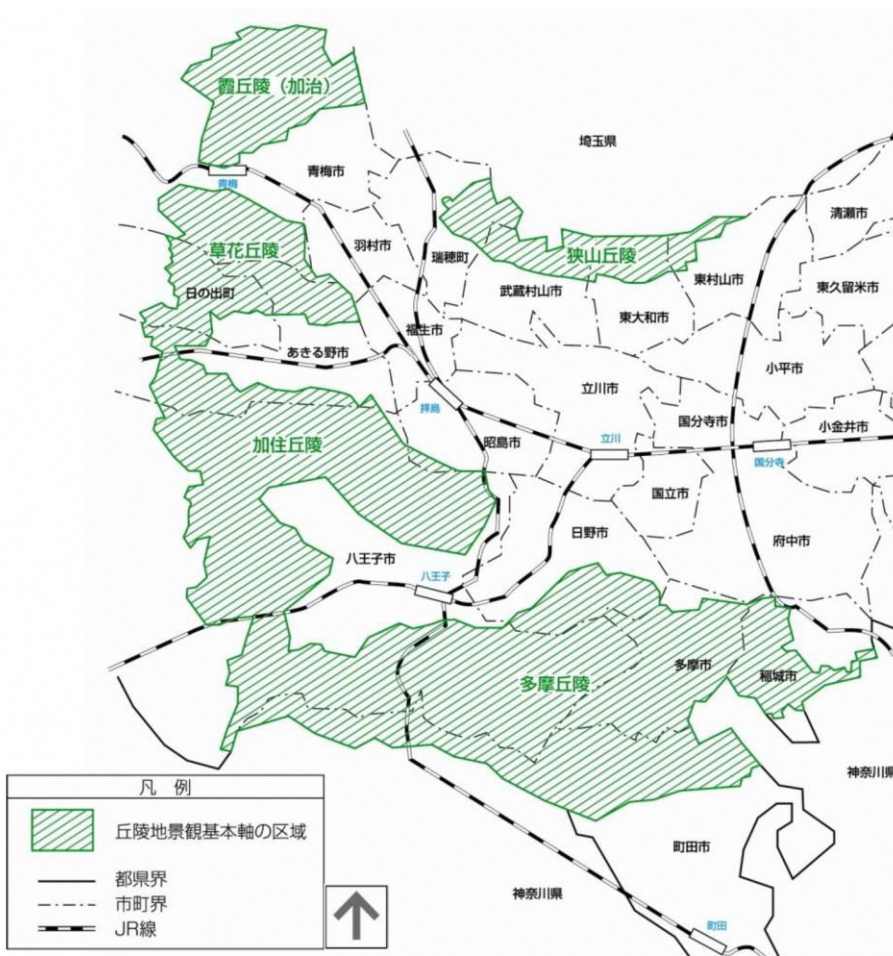 霞丘陵（加治）
埼玉県
青梅市
青梅
清瀬市
羽村市
草花丘陵
瑞穂町
狭山丘陵
東村山市
日の出町
武蔵村山市
東久留米市
東大和市
福生市
あきる野市
小平市
立川市
拝島
国分寺市
小金井市
加住丘陵
昭島市
立川
国分寺
国立市
日野市
府中市
八王子市
八王子
多摩市
稲城市
多摩丘陵
神奈川県
町田市
神奈川県
町田
凡 例
丘陵地景観基本軸の区域
都県界
市町界
JR線